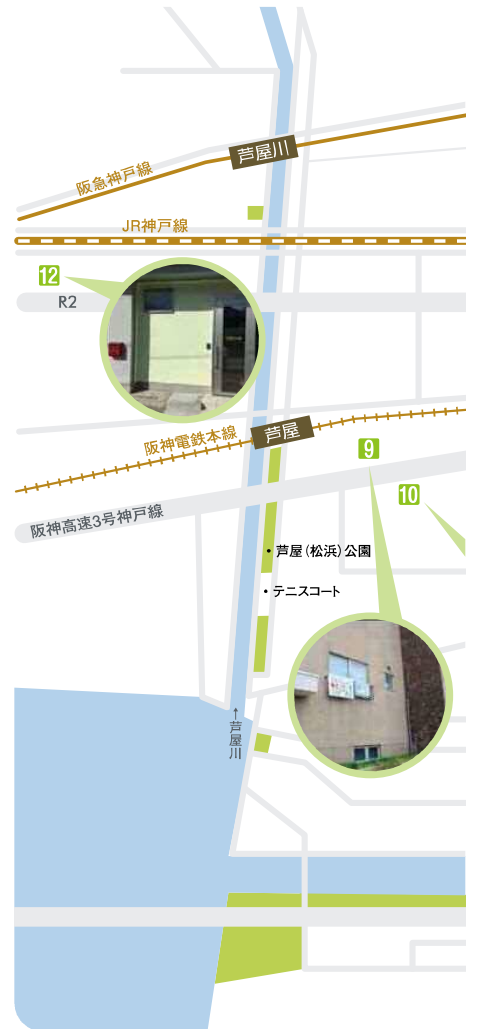 芦屋川
阪急神戸線
JR神戸線
12
R2
芦屋
阪神電鉄本線
9
10
阪神高速3号神戸線
・芦屋(松浜)公園
・テニスコート
←芦屋川